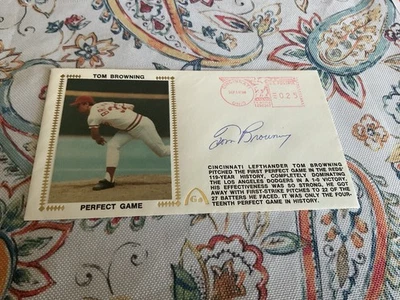 TOM BROWNING
PERFECT GAME
Tom Browning
CINCINNATI LEFTHANDER TOM BROWNING
PITCHED THE FIRST PERFECT GAME IN THE REDS'
119-YEAR HISTORY, COMPLETELY DOMINATING
THE LOS ANGELES DODGERS IN A 1-0 VICTORY.
HIS EFFECTIVENESS WAS SO STRONG, HE GOT
AWAY WITH FIRST-STRIKE PITCHES TO 22 OF THE
27 BATTERS HE FACED. IT WAS ONLY THE FOUR-
TEENTH PERFECT GAME IN HISTORY.